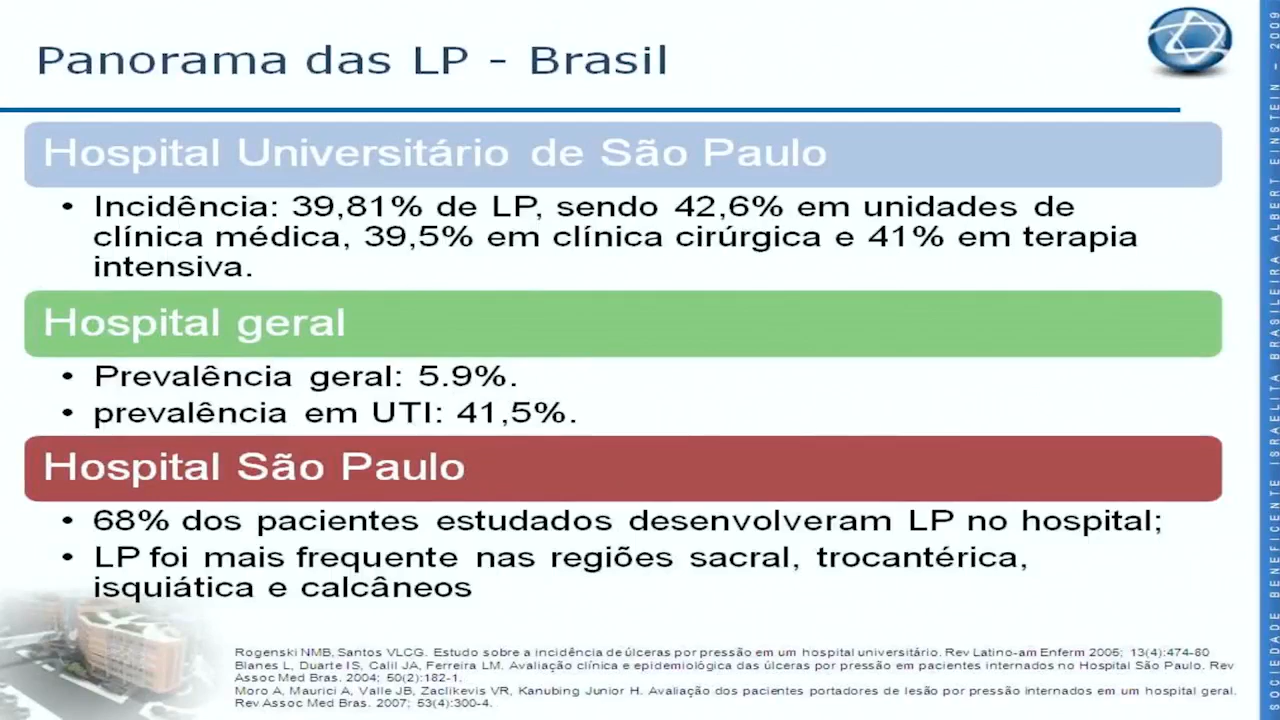 Panorama das LP - Brasil
Hospital Universitário de São Paulo
• Incidência: 39,81% de LP, sendo 42,6% em unidades de
clínica médica, 39,5% em clínica cirúrgica e 41% em terapia
intensiva.
Hospital geral
• Prevalência geral: 5.9%.
• prevalência em UTI: 41,5%.
Hospital São Paulo
• 68% dos pacientes estudados desenvolveram LP no hospital;
• LP foi mais frequente nas regiões sacral, trocantérica,
isquiática e calcâneos
Rogenski NMB, Santos VLCG. Estudo sobre a incidência de úlceras por pressão em um hospital universitário. Rev Latino-am Enferm 2005; 13(4):474-80
Blanes L, Duarte IS, Calil JA, Ferreira LM. Avaliação clínica e epidemiológica das úlceras por pressão em pacientes internados no Hospital São Paulo. Rev
Assoc Med Bras. 2004; 50(2):182-1.
Moro A, Maurici A, Valle JB, Zaclikevis VR, Kanubing Junior H. Avaliação dos pacientes portadores de lesão por pressão internados em um hospital geral.
Rev Assoc Med Bras. 2007; 53(4):300-4.
SOCIEDADE BENEFICENTE ISRAELITA BRASILEIRA ALBERT EINSTEIN - 2009